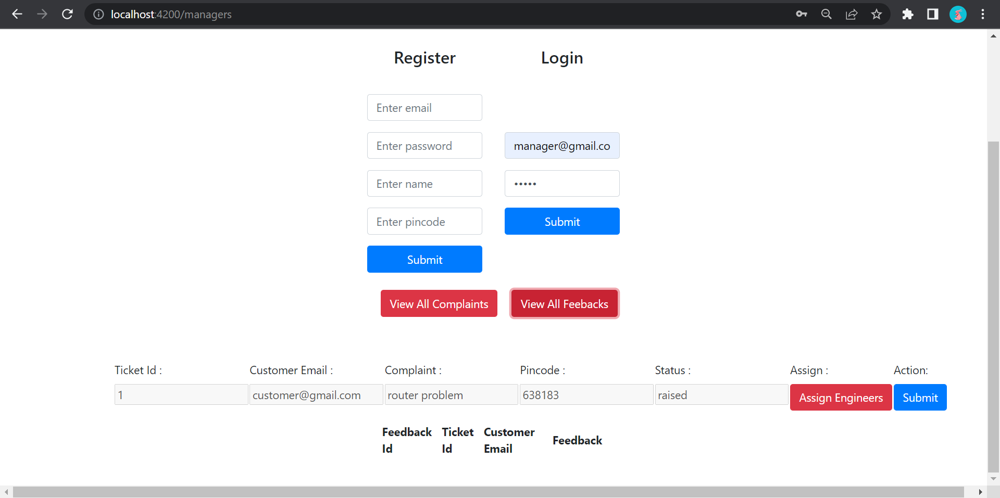 localhost:4200/managers
Register
Login
Enter email
Enter password
manager@gmail.co
Enter name
•••••
Enter pincode
Submit
Submit
View All Complaints
View All Feebacks
Ticket Id :
Customer Email :
Complaint :
Pincode :
Status :
Assign :
Action:
1
customer@gmail.com
router problem
638183
raised
Assign Engineers
Submit
Feedback
Id
Ticket
Id
Customer
Email
Feedback